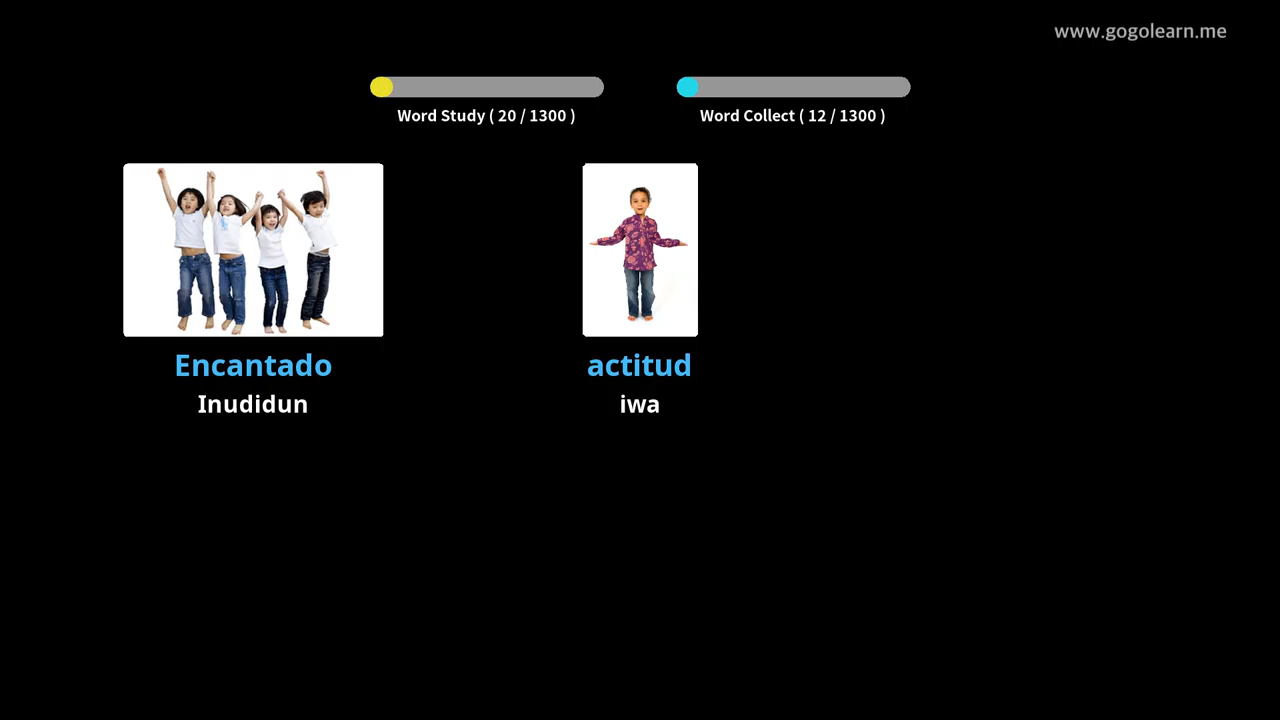 www.gogolearn.me
Word Study ( 20 / 1300 )
Word Collect ( 12 / 1300 )
Encantado
Inudidun
actitud
iwa